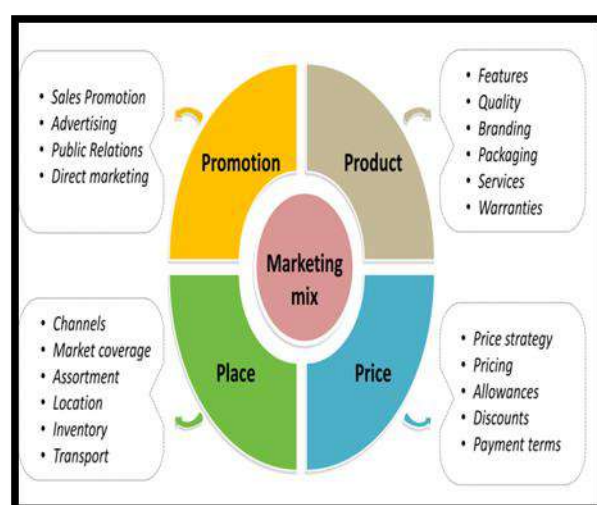 • Sales Promotion
• Advertising
• Public Relations
• Direct marketing
Promotion
Product
• Features
• Quality
• Branding
• Packaging
• Services
• Warranties
Marketing
mix
• Channels
• Market coverage
• Assortment
• Location
• Inventory
• Transport
Place
Price
• Price strategy
• Pricing
• Allowances
• Discounts
• Payment terms